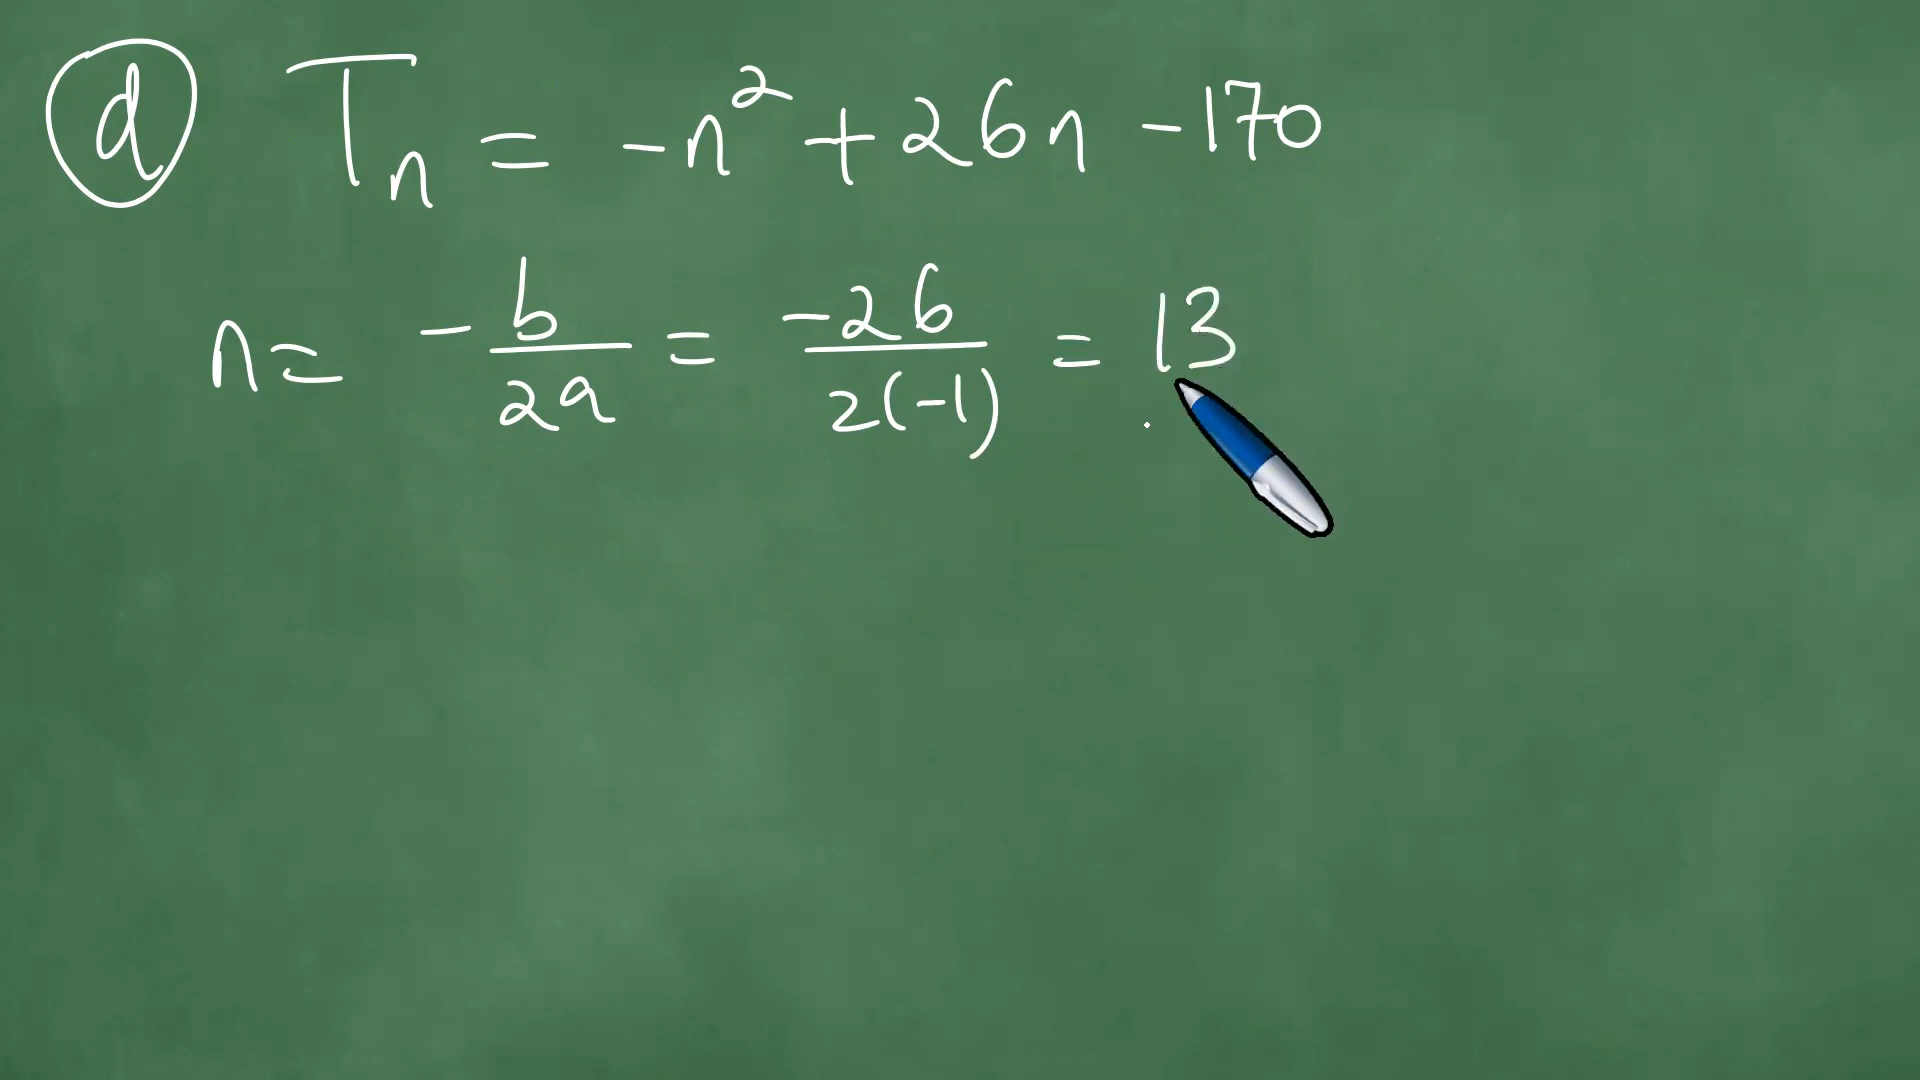 d Tₙ = -n² + 26n - 170
n = -b/2a = -26/2(-1) = 13